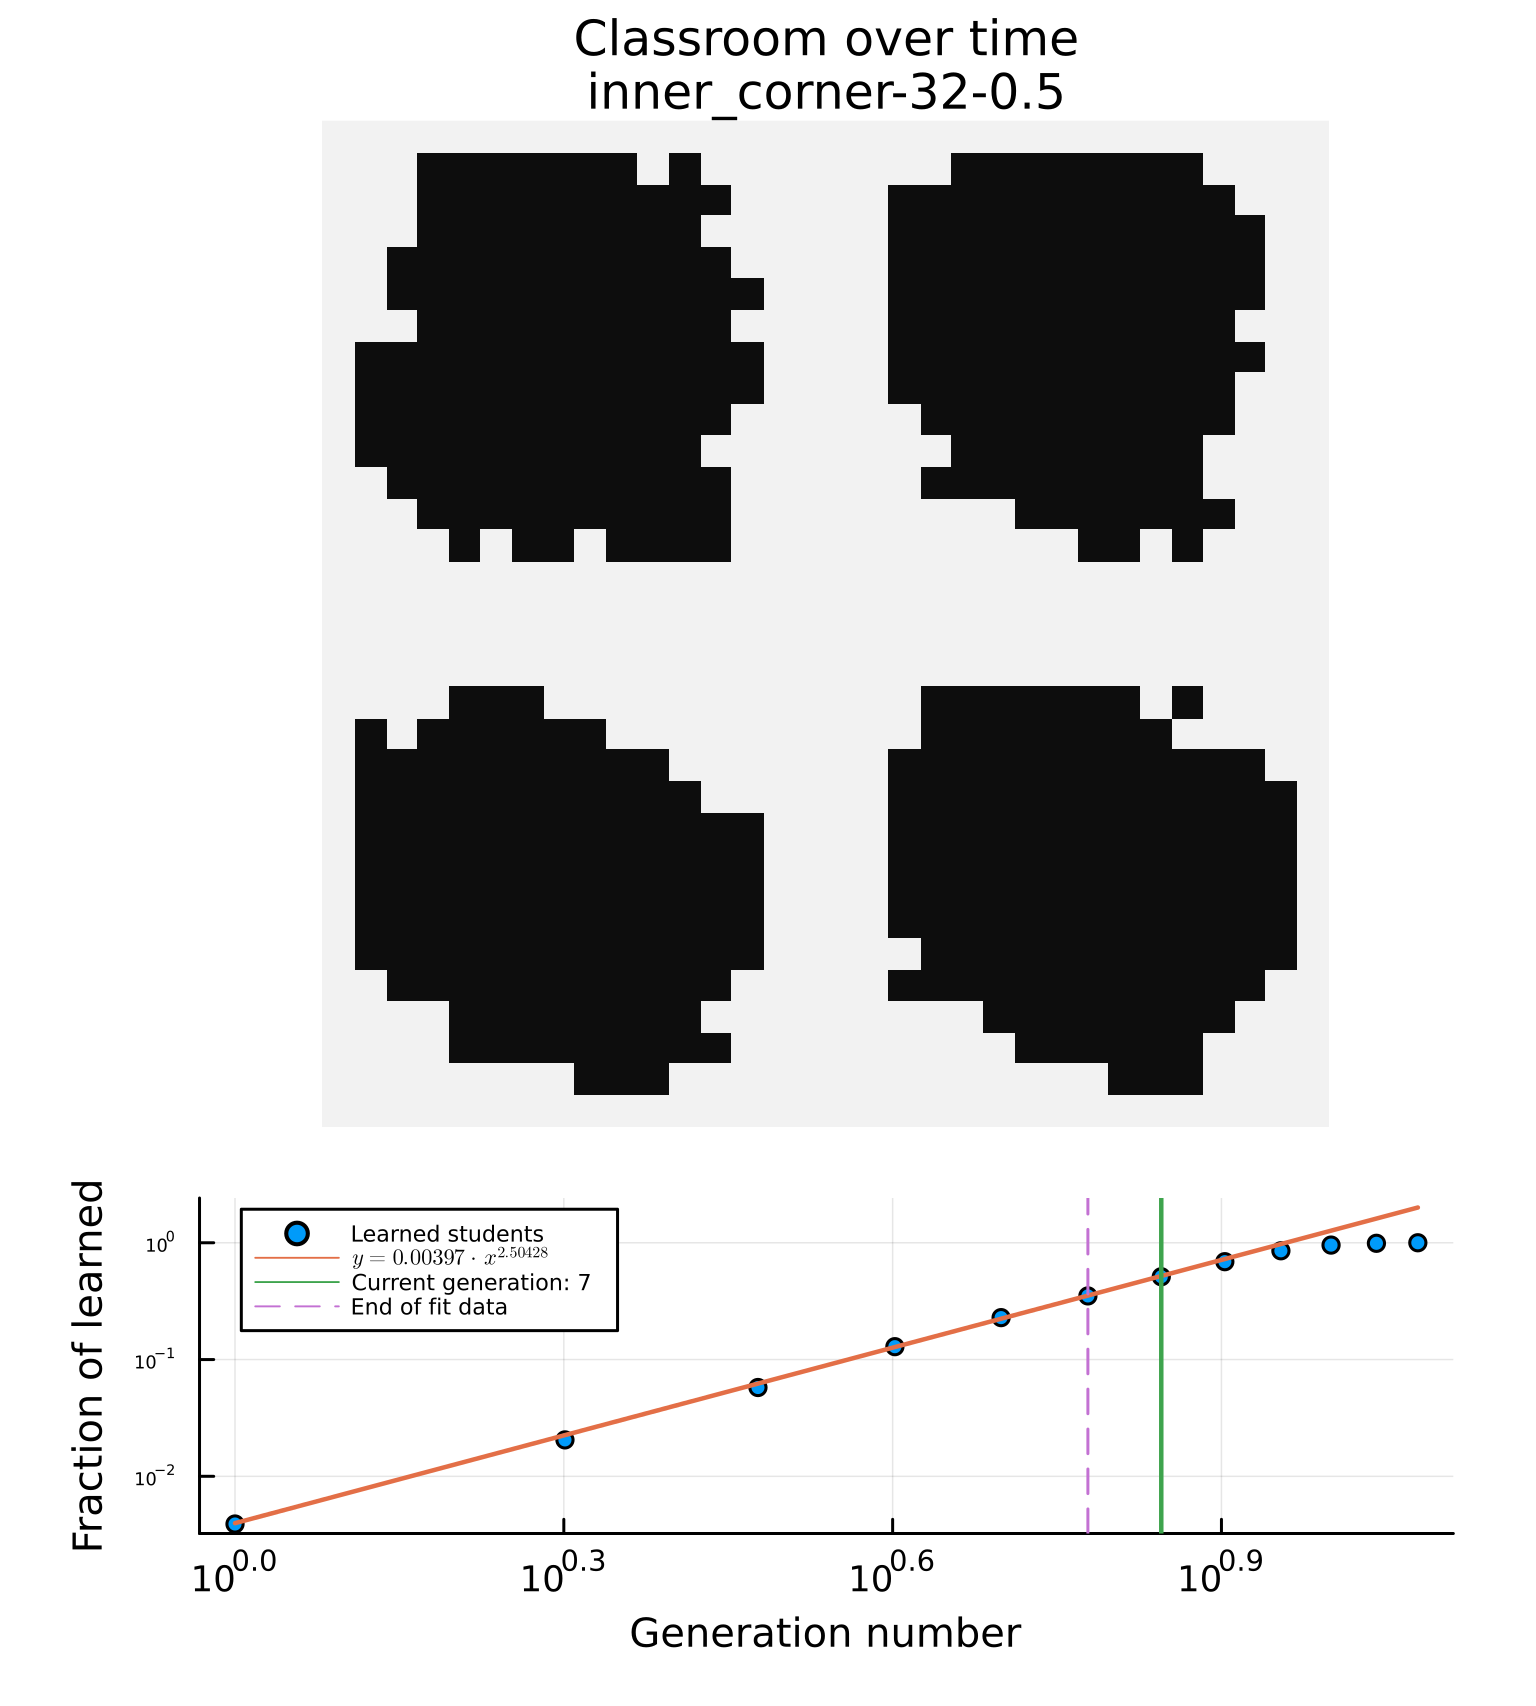 Classroom over time
inner_corner-32-0.5
Fraction of learned
10⁰
10⁻¹
10⁻²
Learned students
y = 0.00397 · x^2.50428
Current generation: 7
End of fit data
10^0.0 10^0.3 10^0.6 10^0.9
Generation number